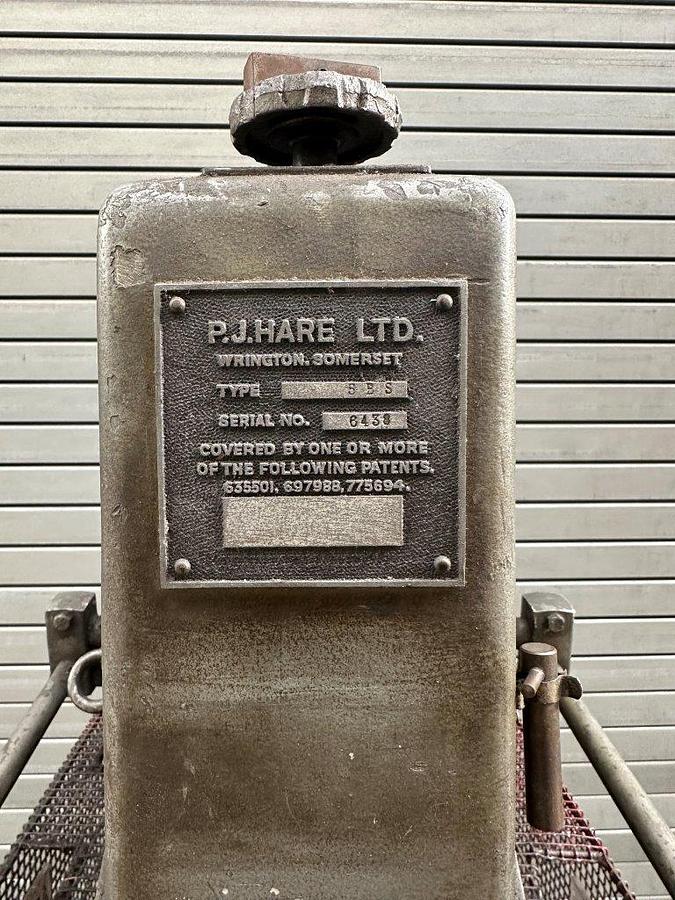 P.J.HARE LTD.
WRINGTON, SOMERSET
TYPE 5BS
SERIAL NO. 6438
COVERED BY ONE OR MORE
OF THE FOLLOWING PATENTS.
635501, 697988, 775694.